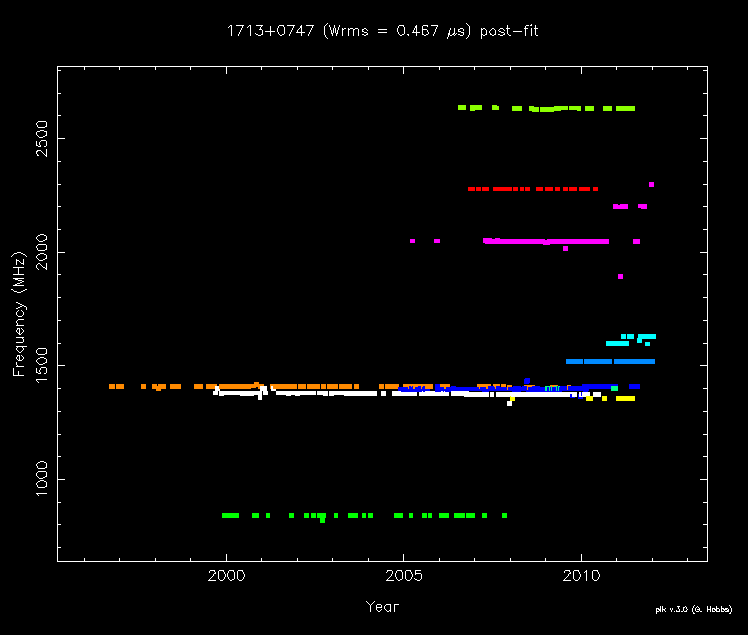 1713+0747 (Wrms = 0.467 μs) post-fit
2500
2000
1500
1000
Frequency (MHz)
2000 2005 2010
Year
plk v.3.0 (G. Hobbs)